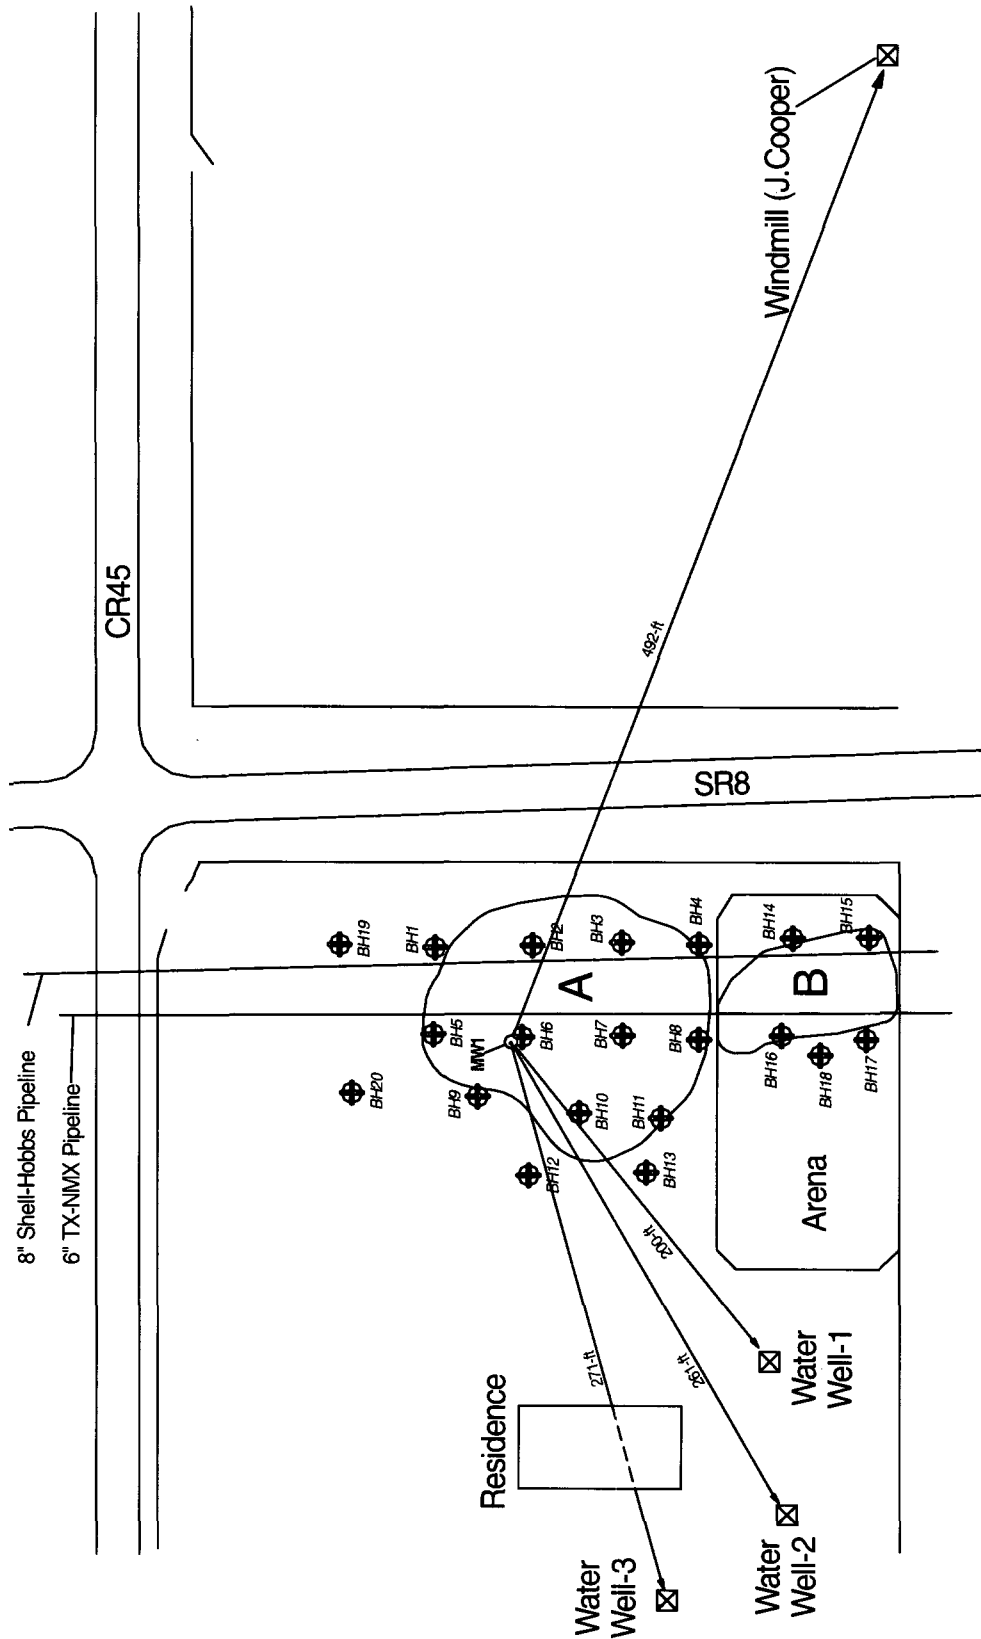 8" Shell-Hobbs Pipeline
6" TX-NMX Pipeline
CR45
SR8
Windmill (J.Cooper)
492-ft
BH19
BH1
BH2
BH3
BH4
BH14
BH15
A
B
BH5
MW1
BH6
BH7
BH8
BH16
BH18
BH17
BH20
BH9
BH10
BH11
BH12
BH13
Arena
200-ft
261-ft
271-ft
Residence
Water
Well-1
Water
Well-2
Water
Well-3